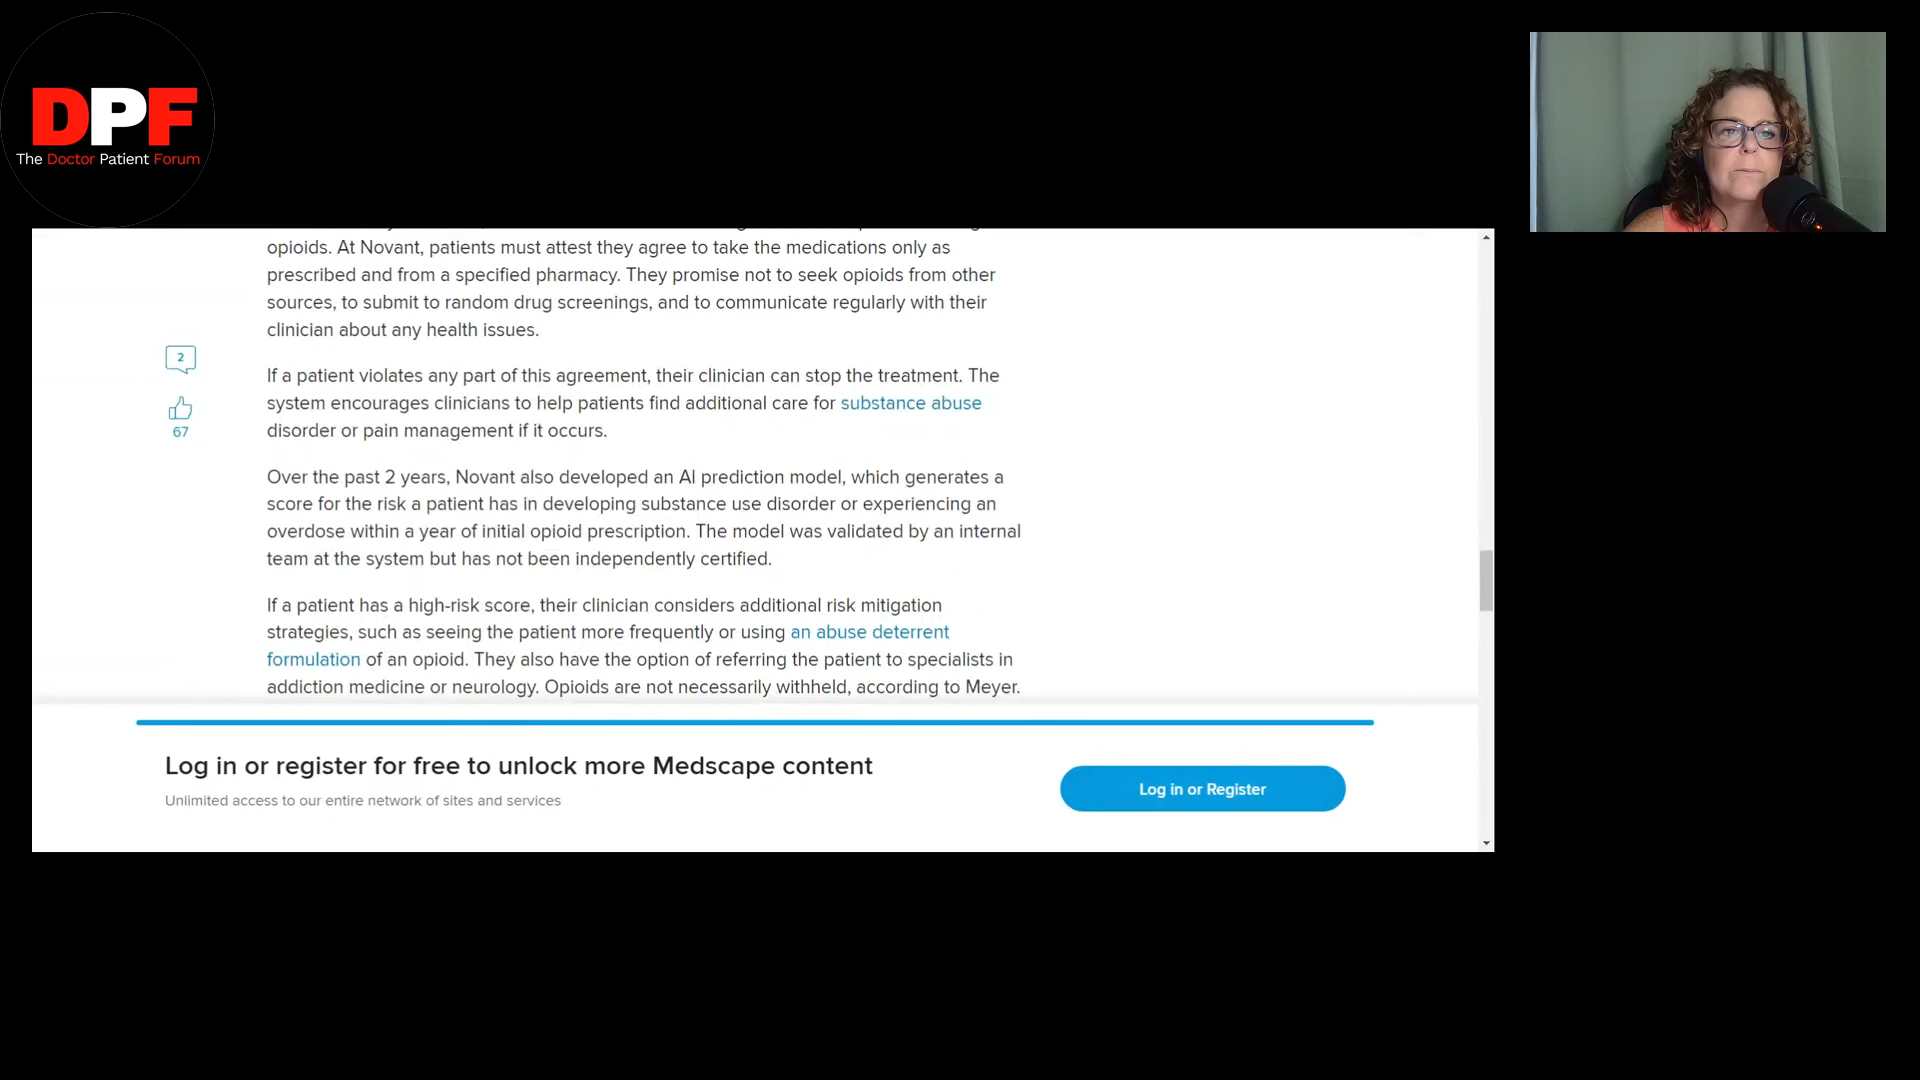 DPF
The Doctor Patient Forum
opioids. At Novant, patients must attest they agree to take the medications only as
prescribed and from a specified pharmacy. They promise not to seek opioids from other
sources, to submit to random drug screenings, and to communicate regularly with their
clinician about any health issues.
2
67
If a patient violates any part of this agreement, their clinician can stop the treatment. The
system encourages clinicians to help patients find additional care for substance abuse
disorder or pain management if it occurs.
Over the past 2 years, Novant also developed an AI prediction model, which generates a
score for the risk a patient has in developing substance use disorder or experiencing an
overdose within a year of initial opioid prescription. The model was validated by an internal
team at the system but has not been independently certified.
If a patient has a high-risk score, their clinician considers additional risk mitigation
strategies, such as seeing the patient more frequently or using an abuse deterrent
formulation of an opioid. They also have the option of referring the patient to specialists in
addiction medicine or neurology. Opioids are not necessarily withheld, according to Meyer.
Log in or register for free to unlock more Medscape content
Unlimited access to our entire network of sites and services
Log in or Register